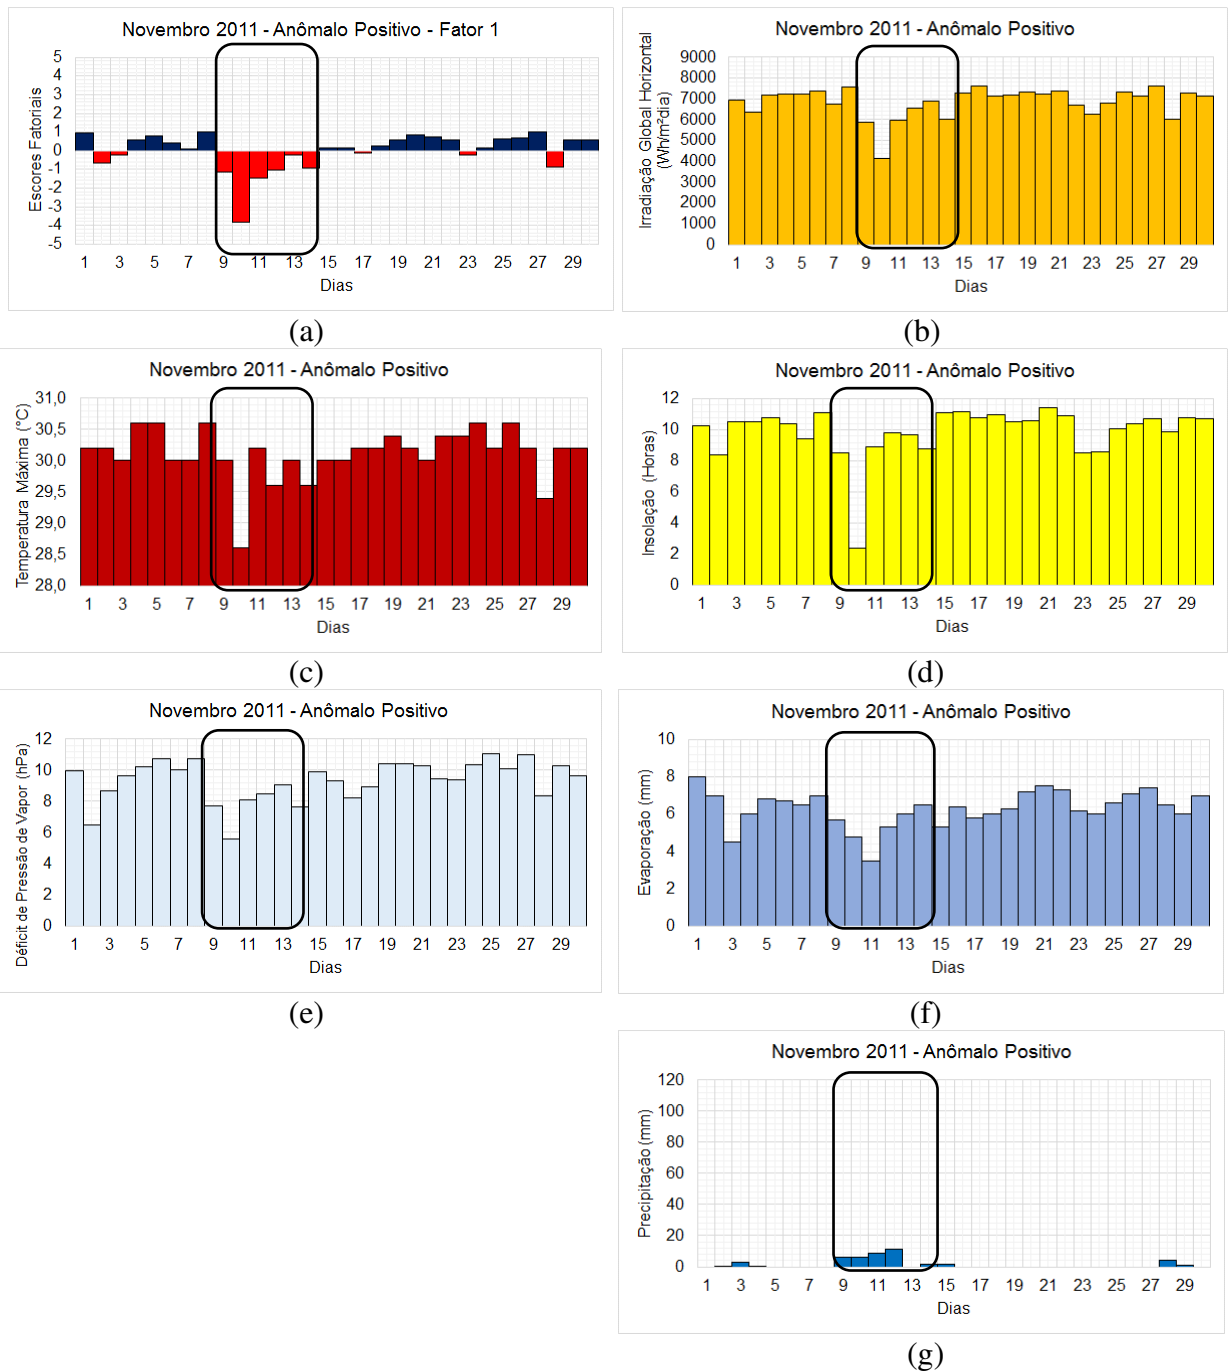 Novembro 2011 - Anômalo Positivo - Fator 1
Escores Fatoriais
5
4
3
2
1
0
-1
-2
-3
-4
-5
1 3 5 7 9 11 13 15 17 19 21 23 25 27 29
Dias
(a)
Novembro 2011 - Anômalo Positivo
Irradiação Global Horizontal
(Wh/m²dia)
9000
8000
7000
6000
5000
4000
3000
2000
1000
0
1 3 5 7 9 11 13 15 17 19 21 23 25 27 29
Dias
(b)
Novembro 2011 - Anômalo Positivo
Temperatura Máxima (°C)
31,0
30,5
30,0
29,5
29,0
28,5
28,0
1 3 5 7 9 11 13 15 17 19 21 23 25 27 29
Dias
(c)
Novembro 2011 - Anômalo Positivo
Insolação (Horas)
12
10
8
6
4
2
0
1 3 5 7 9 11 13 15 17 19 21 23 25 27 29
Dias
(d)
Novembro 2011 - Anômalo Positivo
Déficit de Pressão de Vapor (hPa)
12
10
8
6
4
2
0
1 3 5 7 9 11 13 15 17 19 21 23 25 27 29
Dias
(e)
Novembro 2011 - Anômalo Positivo
Evaporação (mm)
10
8
6
4
2
0
1 3 5 7 9 11 13 15 17 19 21 23 25 27 29
Dias
(f)
Novembro 2011 - Anômalo Positivo
Precipitação (mm)
120
100
80
60
40
20
0
1 3 5 7 9 11 13 15 17 19 21 23 25 27 29
Dias
(g)